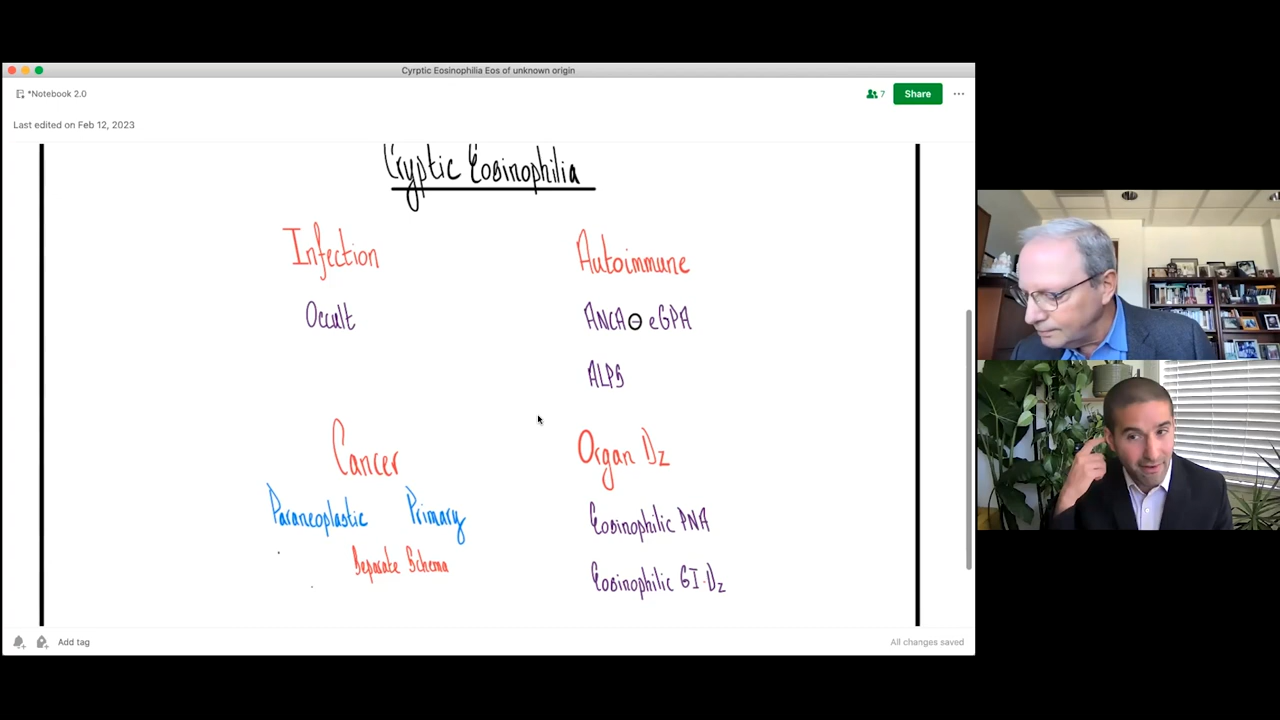 Cyrptic Eosinophilia Eos of unknown origin
*Notebook 2.0
7
Share
Last edited on Feb 12, 2023
Cryptic Eosinophilia
Infection
Occult
Autoimmune
ANCA⊖ eGPA
ALPS
Cancer
Paraneoplastic Primary
Separate Schema
Organ Dz
Eosinophilic PNA
Eosinophilic GI Dz
Add tag
All changes saved